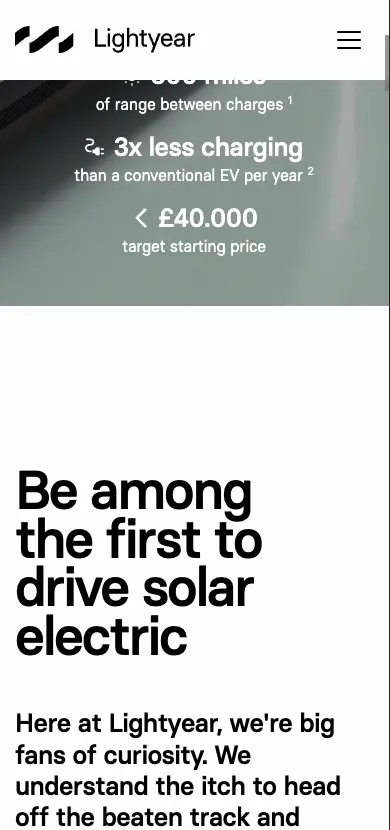 Lightyear
of range between charges ¹
3x less charging
than a conventional EV per year ²
< £40.000
target starting price
Be among
the first to
drive solar
electric
Here at Lightyear, we're big
fans of curiosity. We
understand the itch to head
off the beaten track and